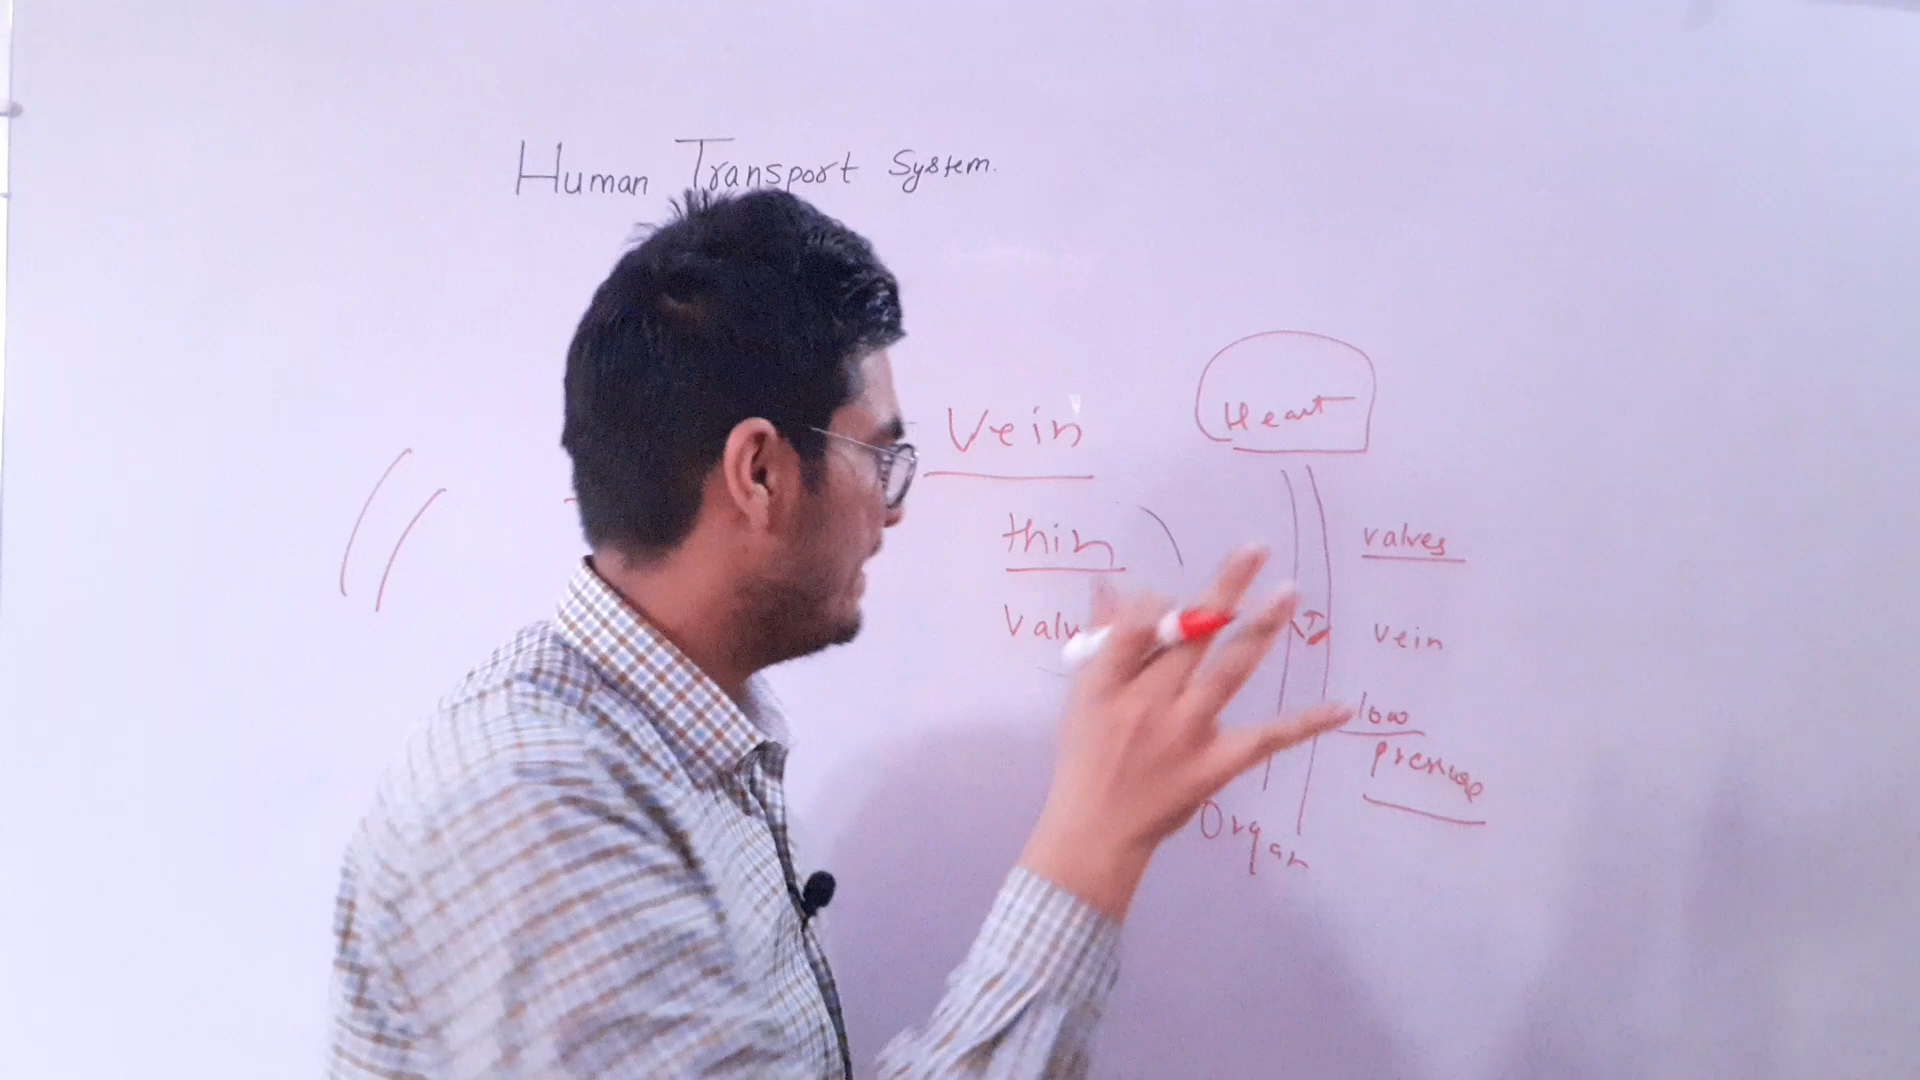 Human Transport System.
Vein
thin
Valv
Heart
valves
vein
low
pressure
Organ